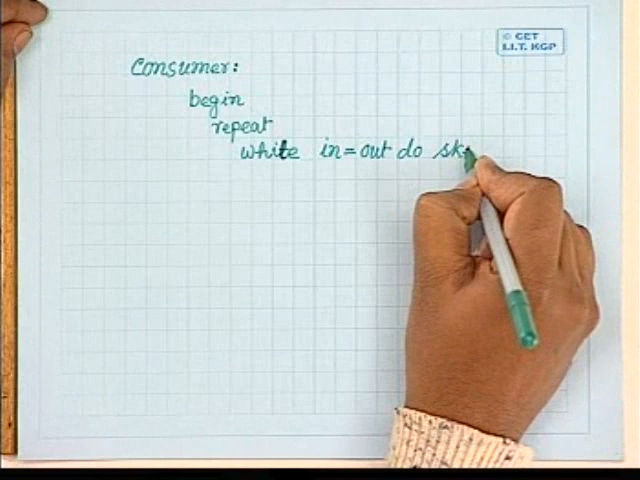 © CET
I.I.T. KGP
Consumer:
begin
repeat
while in=out do sk